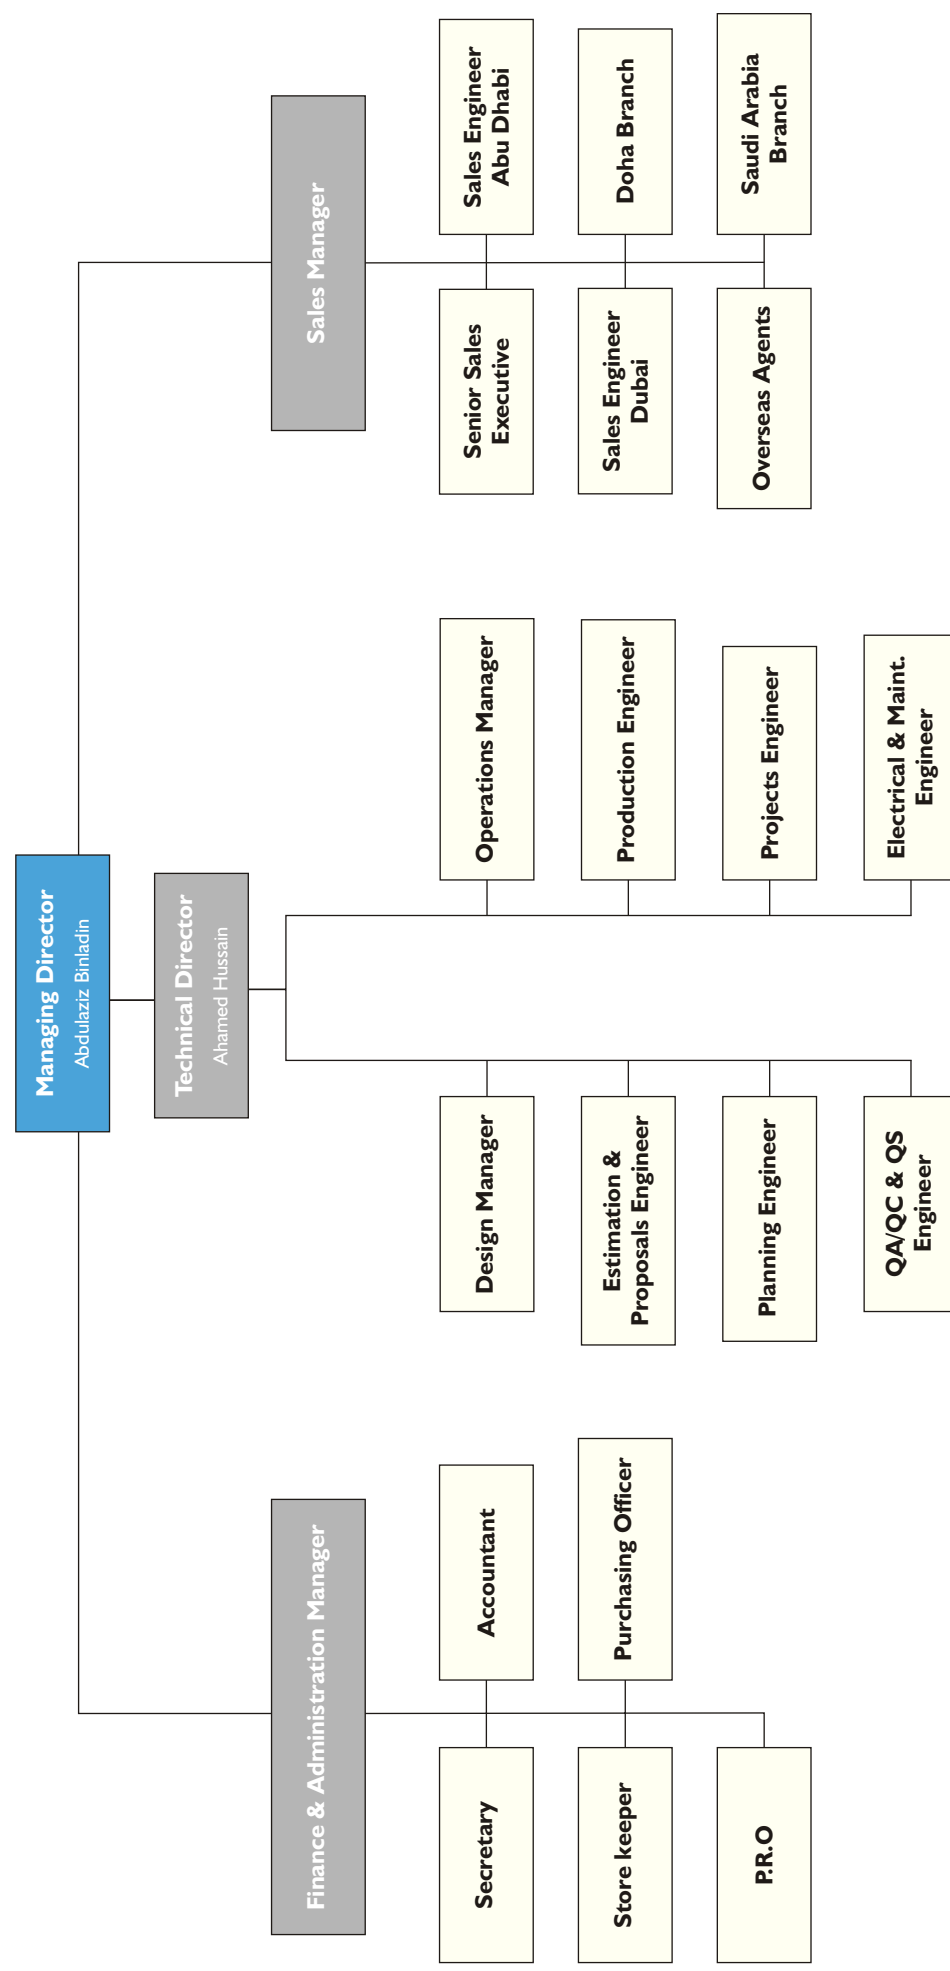 Managing Director
Abdulaziz Binladin
Technical Director
Ahamed Hussain
Finance & Administration Manager
Secretary
Accountant
Store keeper
Purchasing Officer
P.R.O
Design Manager
Operations Manager
Estimation &
Proposals Engineer
Production Engineer
Planning Engineer
Projects Engineer
QA/QC & QS
Engineer
Electrical & Maint.
Engineer
Sales Manager
Senior Sales
Executive
Sales Engineer
Abu Dhabi
Sales Engineer
Dubai
Doha Branch
Overseas Agents
Saudi Arabia
Branch